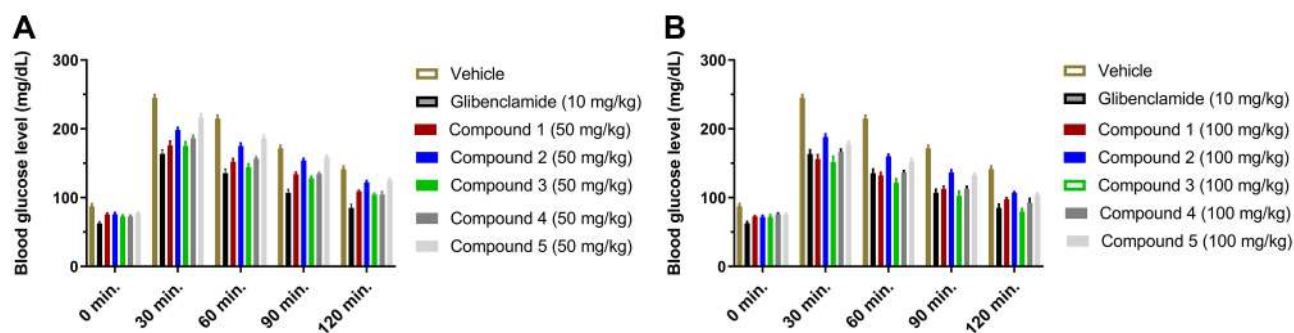 A
Blood glucose level (mg/dL)
300
200
100
0
0 min.
30 min.
60 min.
90 min.
120 min.
Vehicle
Glibenclamide (10 mg/kg)
Compound 1 (50 mg/kg)
Compound 2 (50 mg/kg)
Compound 3 (50 mg/kg)
Compound 4 (50 mg/kg)
Compound 5 (50 mg/kg)
B
Blood glucose level (mg/dL)
300
200
100
0
0 min.
30 min.
60 min.
90 min.
120 min.
Vehicle
Glibenclamide (10 mg/kg)
Compound 1 (100 mg/kg)
Compound 2 (100 mg/kg)
Compound 3 (100 mg/kg)
Compound 4 (100 mg/kg)
Compound 5 (100 mg/kg)